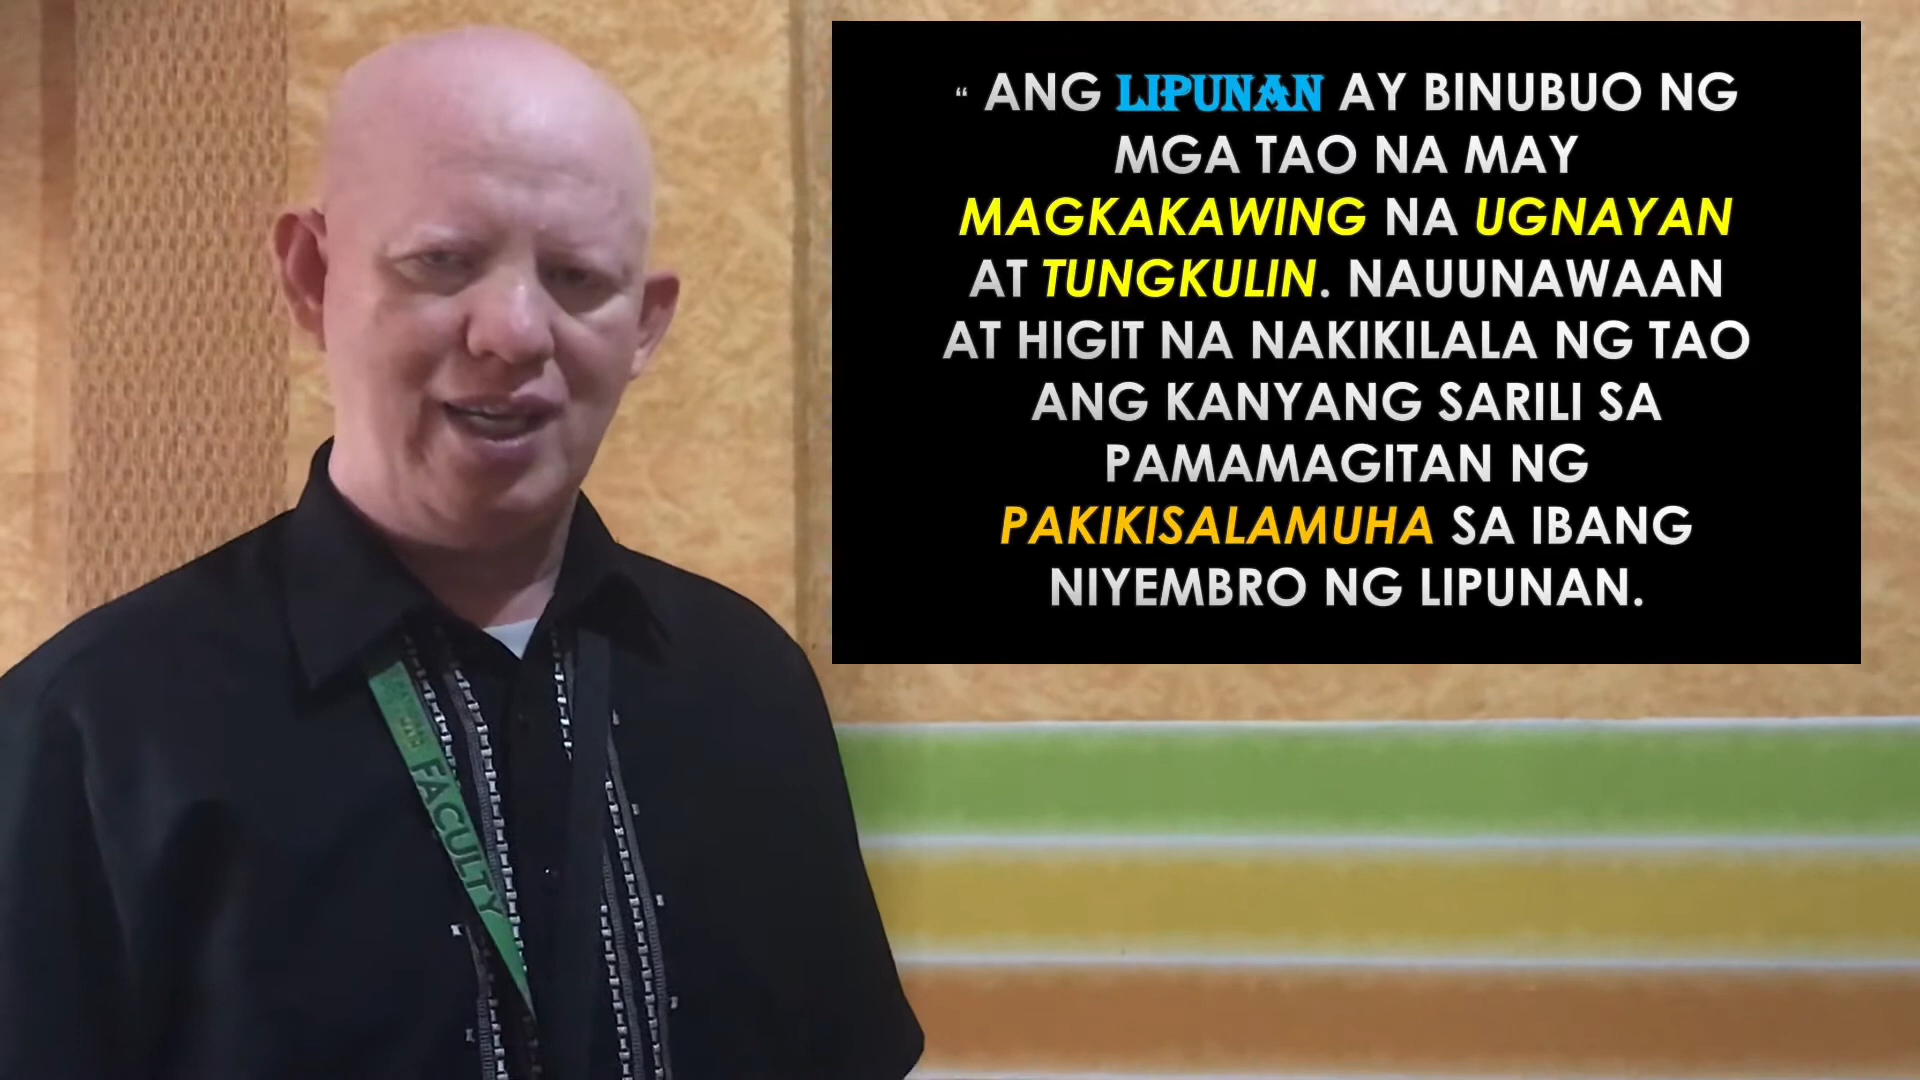 “ ANG LIPUNAN AY BINUBUO NG
MGA TAO NA MAY
MAGKAKAWING NA UGNAYAN
AT TUNGKULIN. NAUUNAWAAN
AT HIGIT NA NAKIKILALA NG TAO
ANG KANYANG SARILI SA
PAMAMAGITAN NG
PAKIKISALAMUHA SA IBANG
NIYEMBRO NG LIPUNAN.
FACULTY